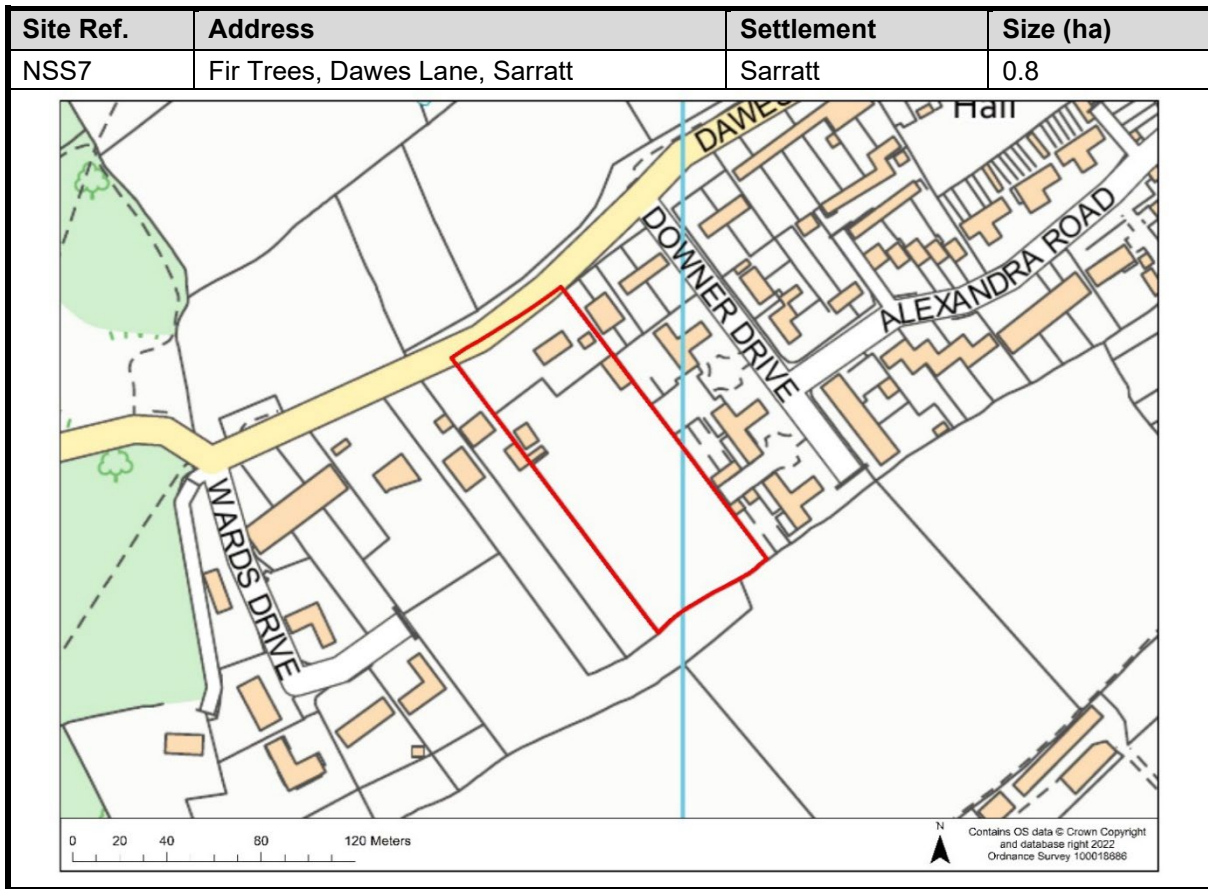 Site Ref. Address Settlement Size (ha)
NSS7 Fir Trees, Dawes Lane, Sarratt Sarratt 0.8
Hall
DAWES
DOWNER DRIVE
ALEXANDRA ROAD
WARDS DRIVE
0 20 40 80 120 Meters
N
Contains OS data © Crown Copyright
and database right 2022
Ordnance Survey 100018686